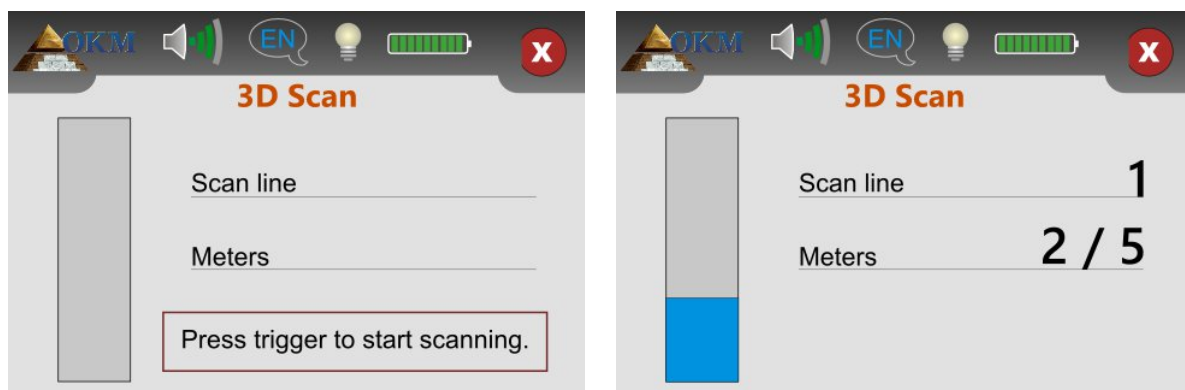 OKM
EN
X
3D Scan
Scan line
Meters
Press trigger to start scanning.
OKM
EN
X
3D Scan
Scan line 1
Meters 2 / 5